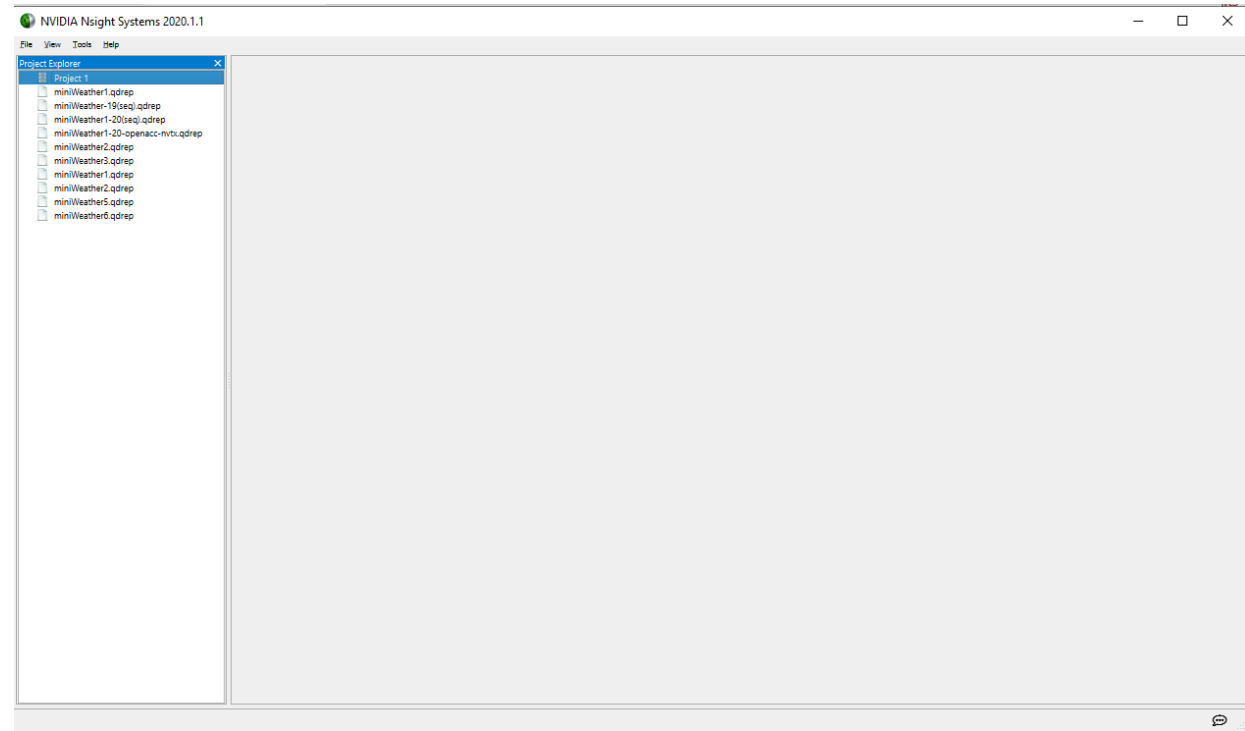 NVIDIA Nsight Systems 2020.1.1
File View Tools Help
Project Explorer
Project 1
miniWeather1.qdrep
miniWeather-19(seq).qdrep
miniWeather1-20(seq).qdrep
miniWeather1-20-openacc-nvtx.qdrep
miniWeather2.qdrep
miniWeather3.qdrep
miniWeather1.qdrep
miniWeather2.qdrep
miniWeather5.qdrep
miniWeather6.qdrep